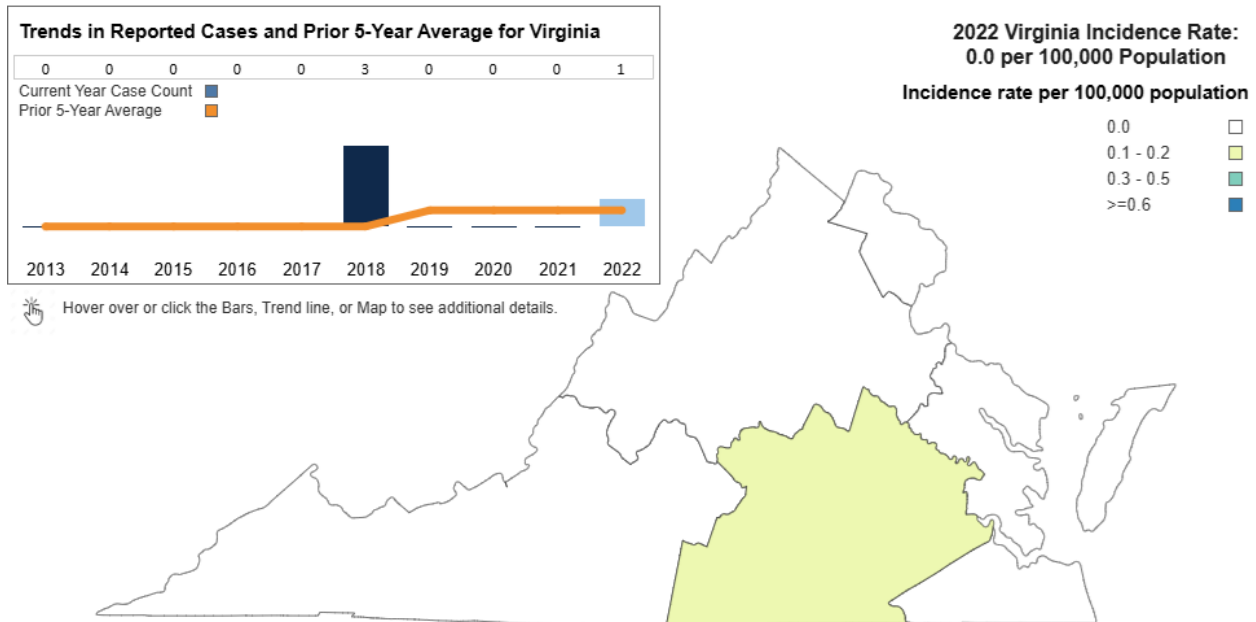 Trends in Reported Cases and Prior 5-Year Average for Virginia
0 0 0 0 0 3 0 0 0 1
Current Year Case Count
Prior 5-Year Average
2013 2014 2015 2016 2017 2018 2019 2020 2021 2022
Hover over or click the Bars, Trend line, or Map to see additional details.
2022 Virginia Incidence Rate:
0.0 per 100,000 Population
Incidence rate per 100,000 population
0.0
0.1 - 0.2
0.3 - 0.5
>=0.6